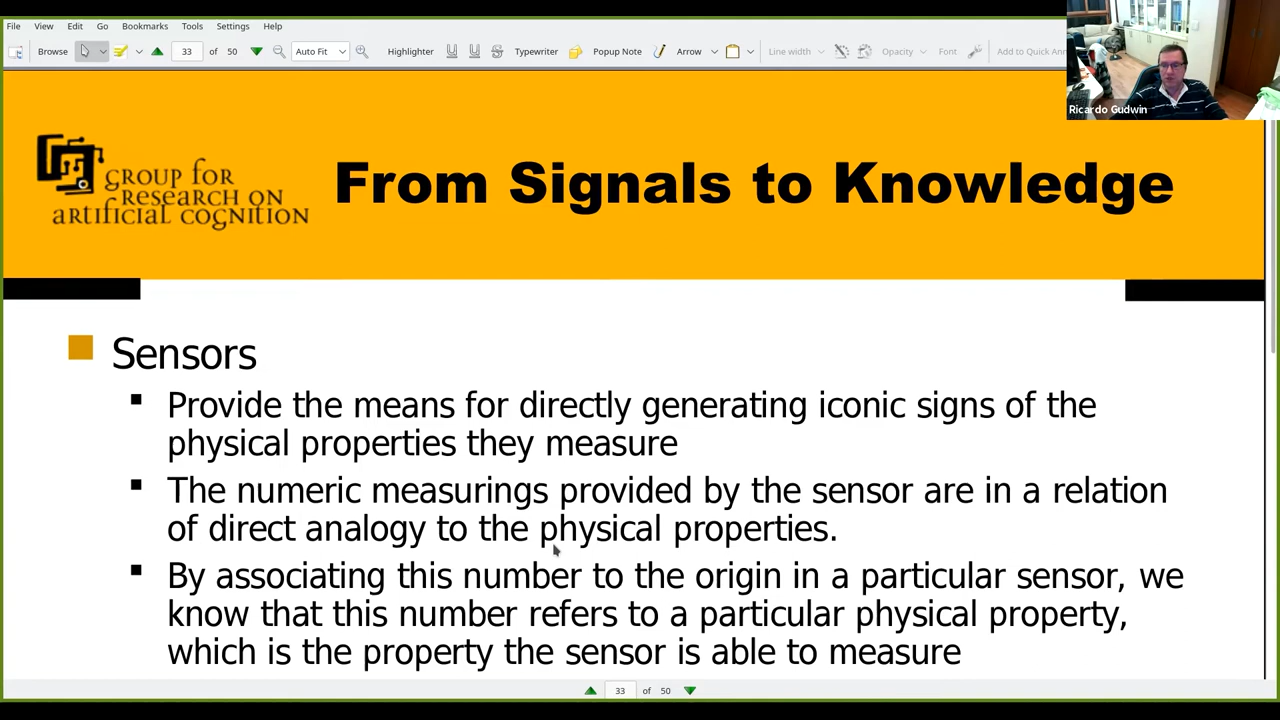 File View Edit Go Bookmarks Tools Settings Help
Browse 33 of 50 Auto Fit Highlighter Typewriter Popup Note Arrow Line width Opacity Font Add to Quick Ann
Ricardo Gudwin
GROUP FOR
RESEARCH ON
ARTIFICIAL COGNITION
From Signals to Knowledge
Sensors
Provide the means for directly generating iconic signs of the
physical properties they measure
The numeric measurings provided by the sensor are in a relation
of direct analogy to the physical properties.
By associating this number to the origin in a particular sensor, we
know that this number refers to a particular physical property,
which is the property the sensor is able to measure
33 of 50